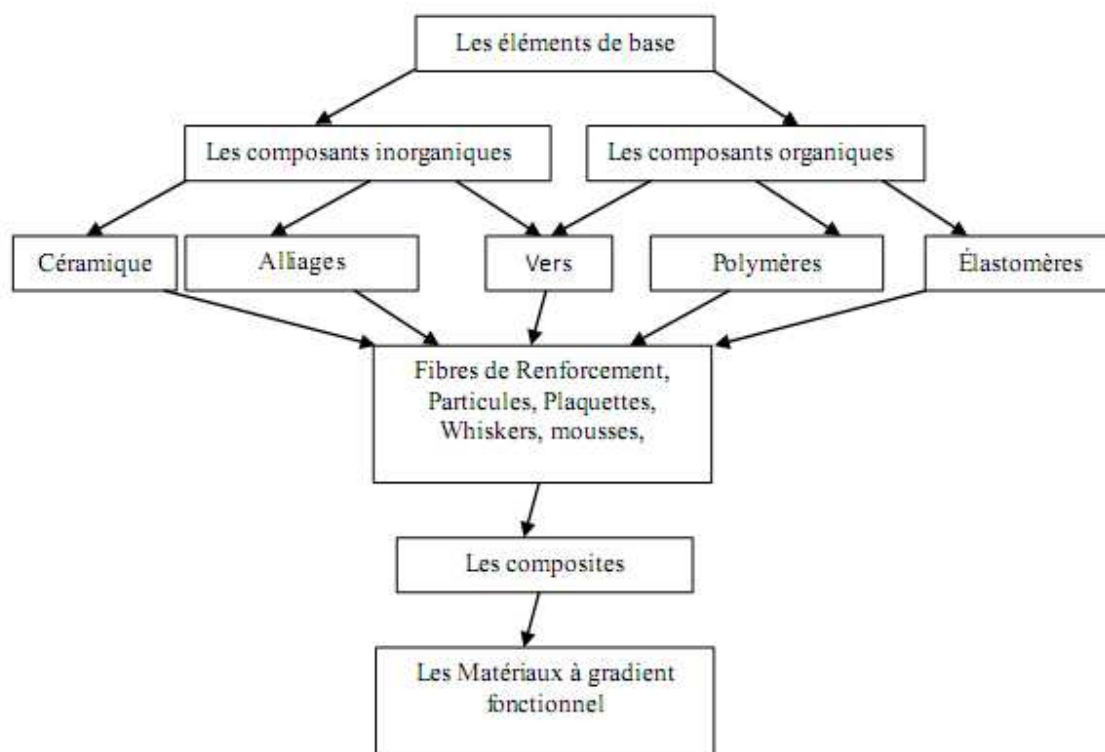 Les éléments de base
Les composants inorganiques
Les composants organiques
Céramique
Alliages
Vers
Polymères
Élastomères
Fibres de Renforcement,
Particules, Plaquettes,
Whiskers, mousses,
Les composites
Les Matériaux à gradient
fonctionnel